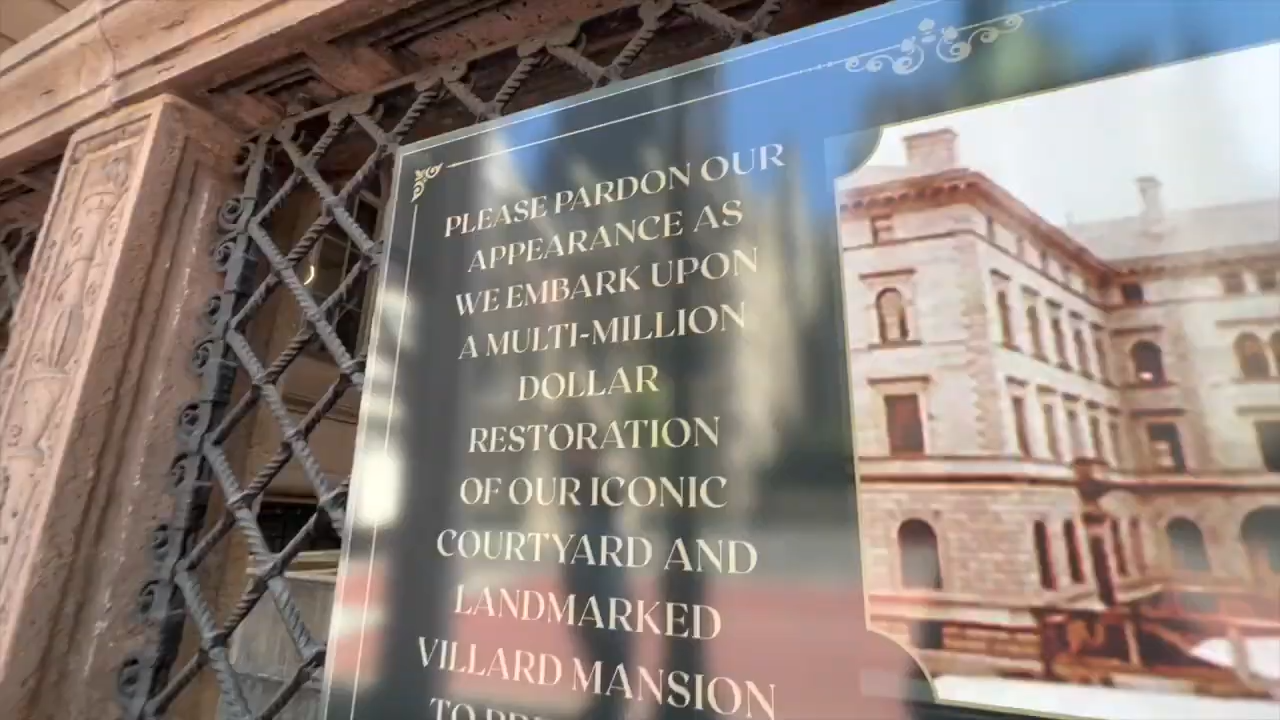 PLEASE PARDON OUR
APPEARANCE AS
WE EMBARK UPON
A MULTI-MILLION
DOLLAR
RESTORATION
OF OUR ICONIC
COURTYARD AND
LANDMARKED
VILLARD MANSION
TO